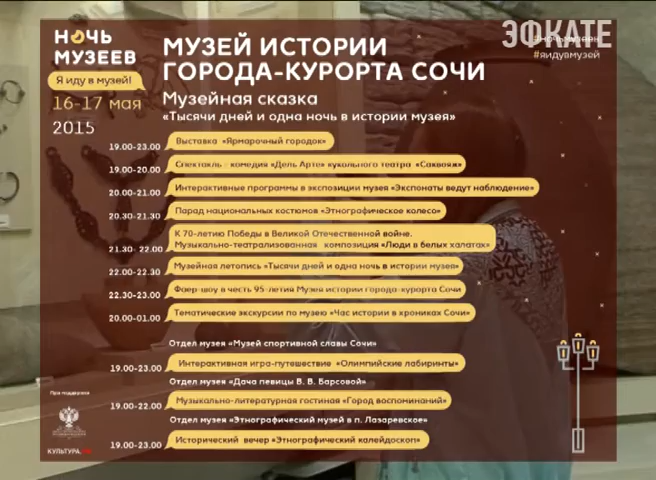 НОЧЬ
МУЗЕЕВ
Я иду в музей!
16-17 мая
2015
ЭФКАТЕ
#ночьмузеев
#яидувмузей
МУЗЕЙ ИСТОРИИ
ГОРОДА-КУРОРТА СОЧИ
Музейная сказка
«Тысячи дней и одна ночь в истории музея»
19.00-23.00 Выставка «Ярмарочный городок»
19.00-20.00 Спектакль - комедия «Дель Арте» кукольного театра «Саквояж»
20.00-21.00 Интерактивные программы в экспозиции музея «Экспонаты ведут наблюдение»
20.30-21.30 Парад национальных костюмов «Этнографическое колесо»
К 70-летию Победы в Великой Отечественной войне.
21.30- 22.00 Музыкально-театрализованная композиция «Люди в белых халатах»
22.00-22.30 Музейная летопись «Тысячи дней и одна ночь в истории музея»
22.30-23.00 Фаер-шоу в честь 95-летия Музея истории города-курорта Сочи
20.00-01.00 Тематические экскурсии по музею «Час истории в хрониках Сочи»
Отдел музея «Музей спортивной славы Сочи»
19.00-23.00 Интерактивная игра-путешествие «Олимпийские лабиринты»
Отдел музея «Дача певицы В. В. Барсовой»
19.00-22.00 Музыкально-литературная гостиная «Город воспоминаний»
Отдел музея «Этнографический музей в п. Лазаревское»
19.00-23.00 Исторический вечер «Этнографический калейдоскоп»
При поддержке
КУЛЬТУРА.РФ